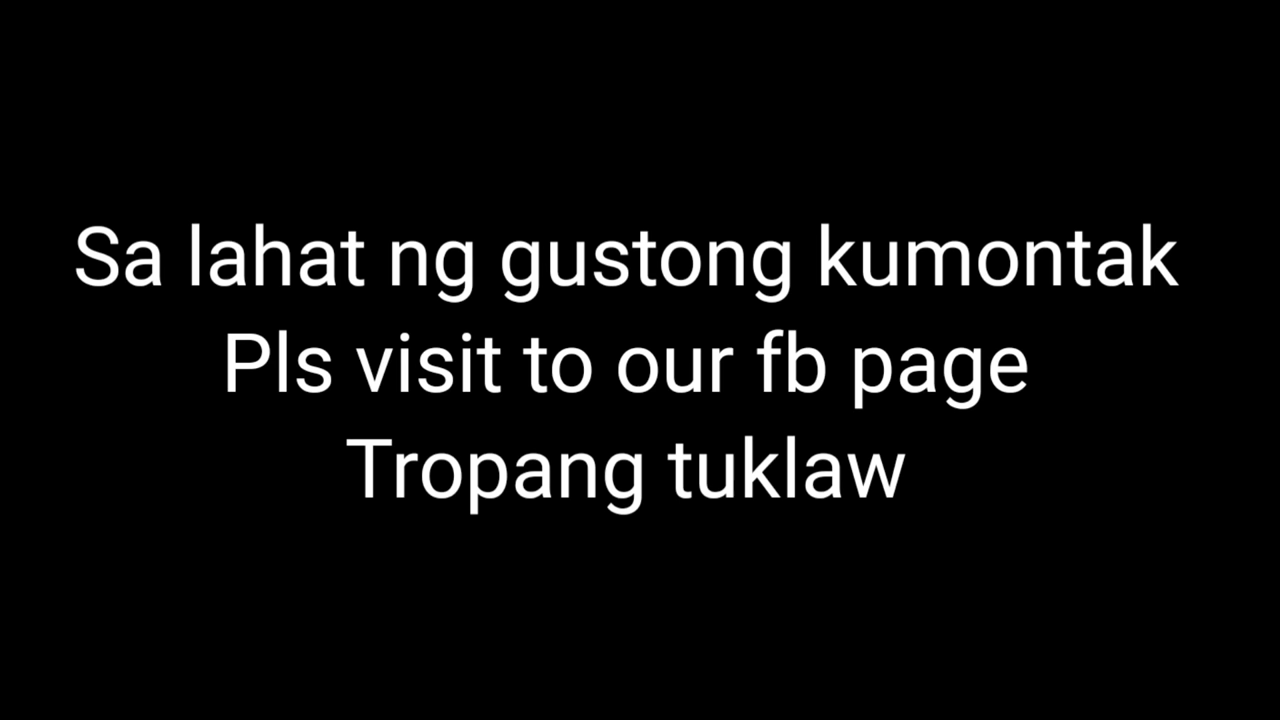 Sa lahat ng gustong kumontak
Pls visit to our fb page
Tropang tuklaw